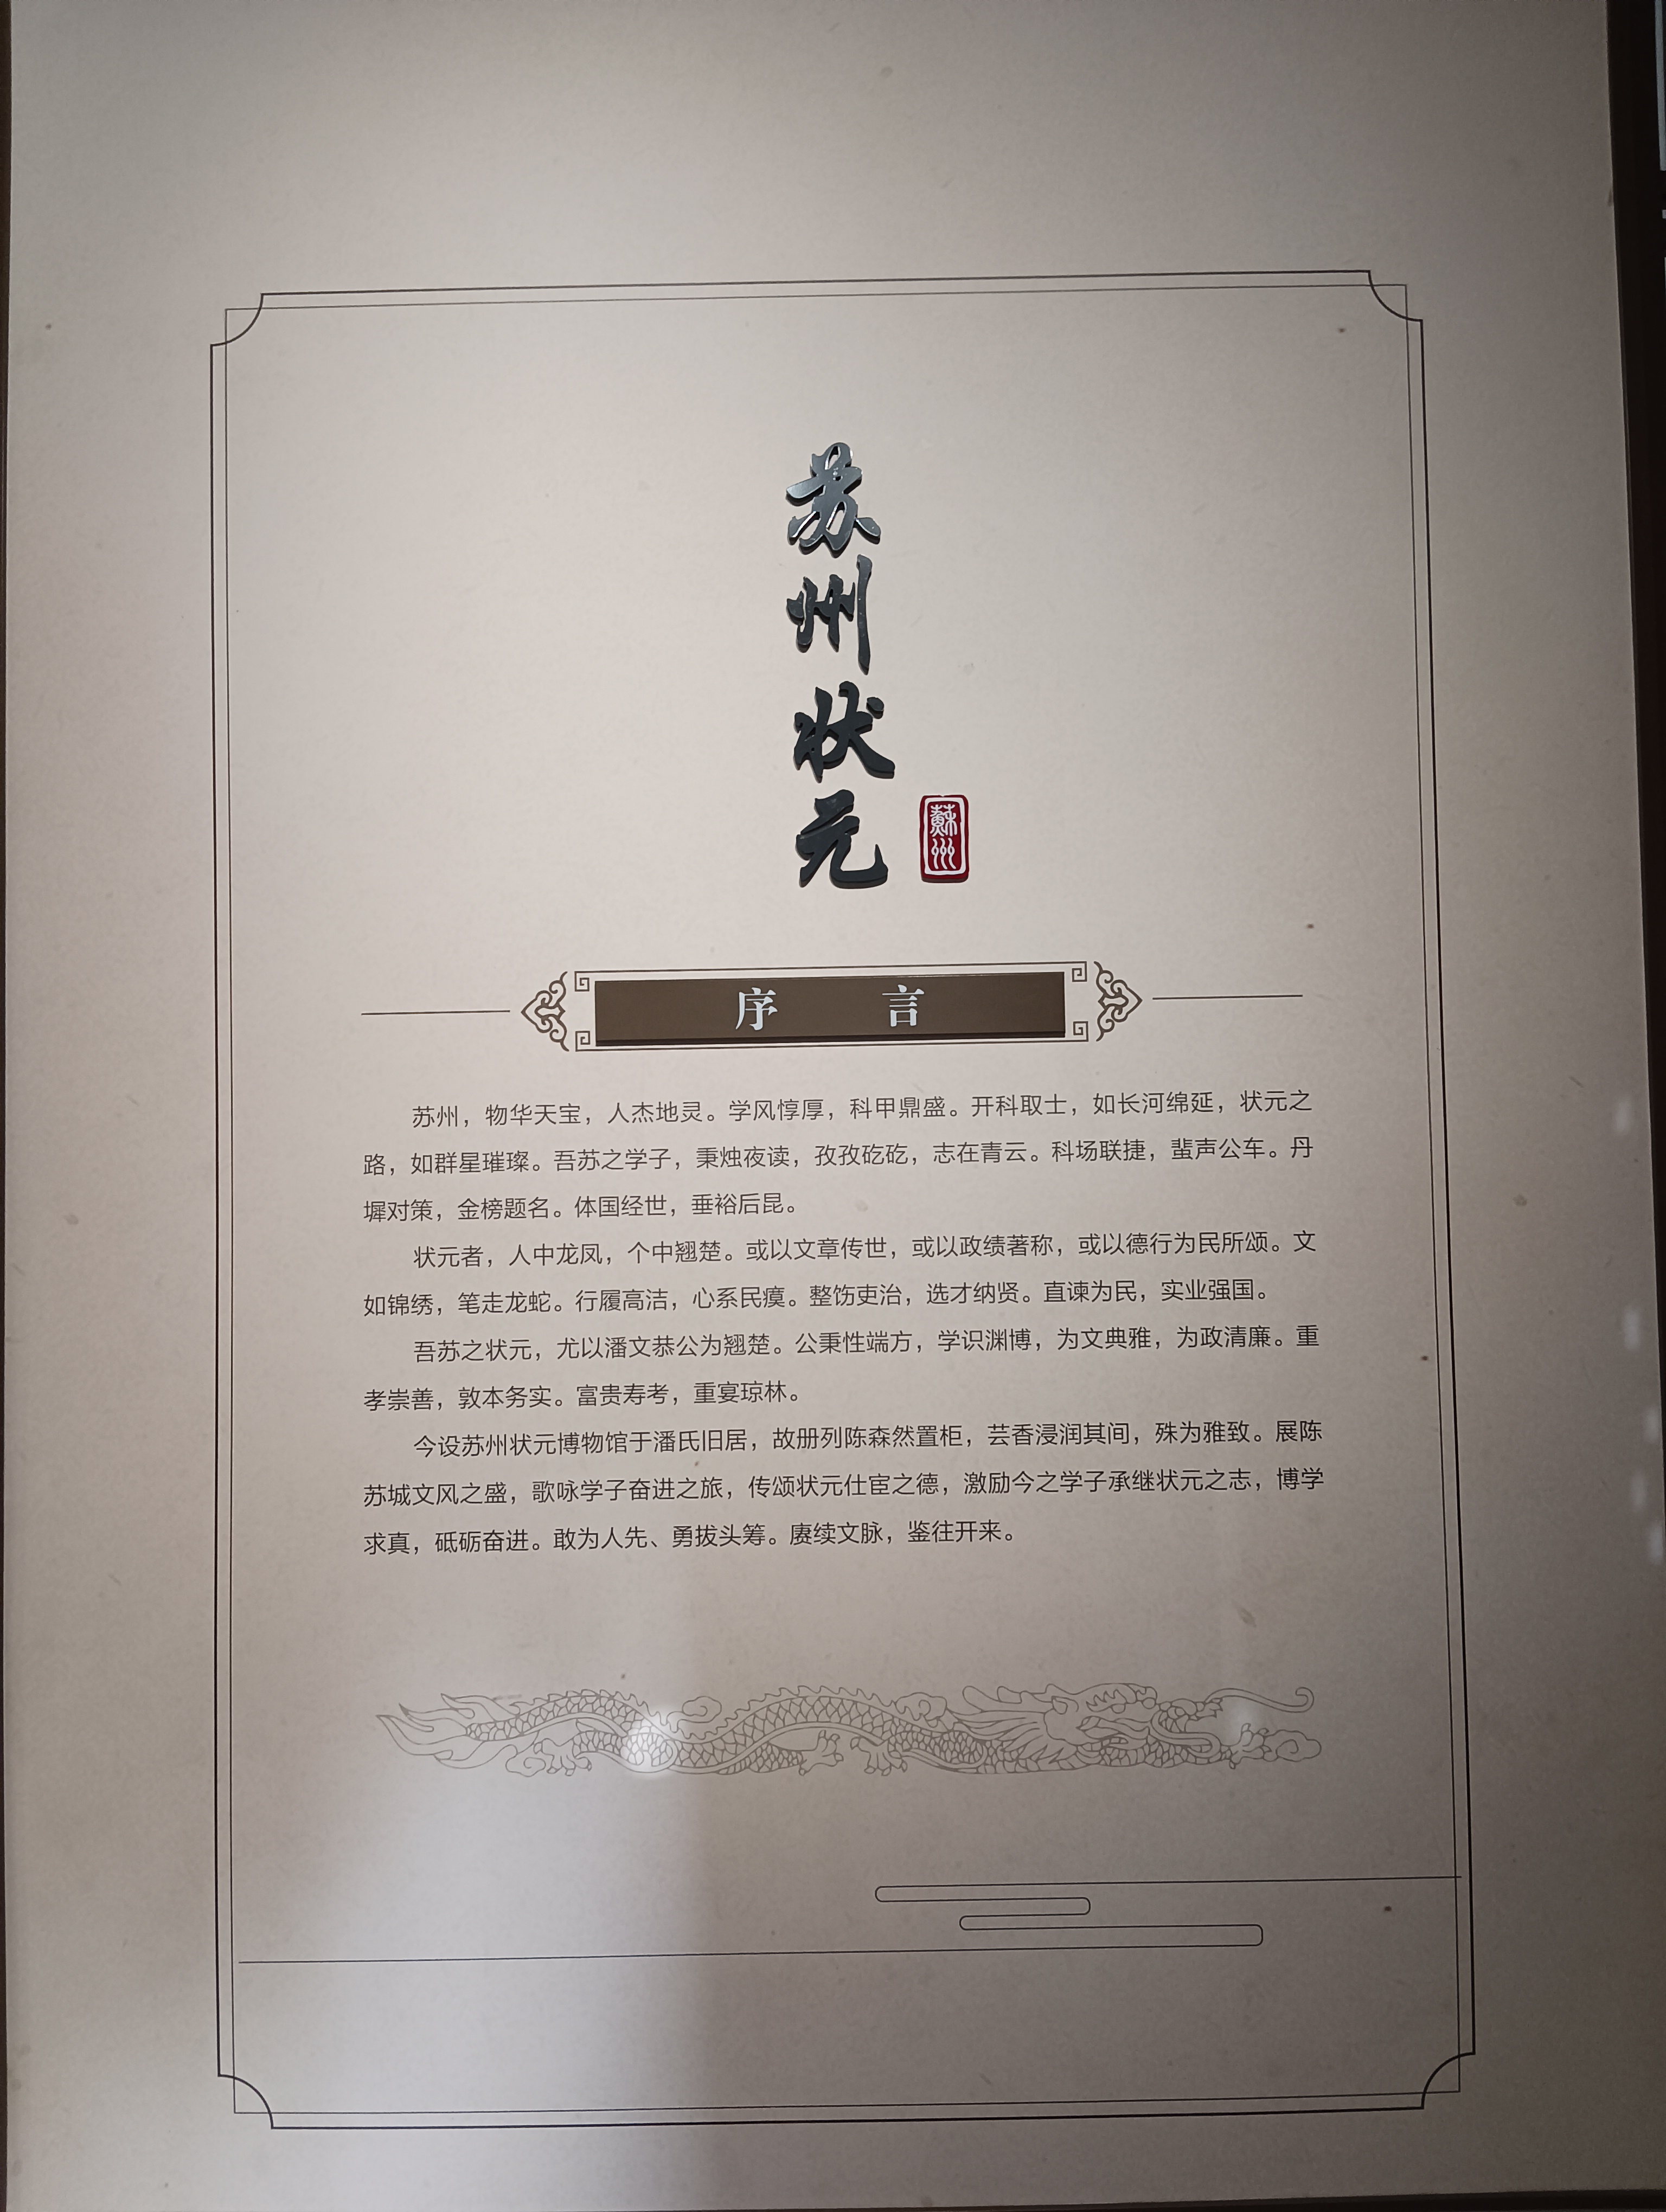 苏州状元
蘇州
序言
苏州，物华天宝，人杰地灵。学风惇厚，科甲鼎盛。开科取士，如长河绵延，状元之
路，如群星璀璨。吾苏之学子，秉烛夜读，孜孜矻矻，志在青云。科场联捷，蜚声公车。丹
墀对策，金榜题名。体国经世，垂裕后昆。
状元者，人中龙凤，个中翘楚。或以文章传世，或以政绩著称，或以德行为民所颂。文
如锦绣，笔走龙蛇。行履高洁，心系民瘼。整饬吏治，选才纳贤。直谏为民，实业强国。
吾苏之状元，尤以潘文恭公为翘楚。公秉性端方，学识渊博，为文典雅，为政清廉。重
孝崇善，敦本务实。富贵寿考，重宴琼林。
今设苏州状元博物馆于潘氏旧居，故册列陈森然置柜，芸香浸润其间，殊为雅致。展陈
苏城文风之盛，歌咏学子奋进之旅，传颂状元仕宦之德，激励今之学子承继状元之志，博学
求真，砥砺奋进。敢为人先、勇拔头筹。赓续文脉，鉴往开来。